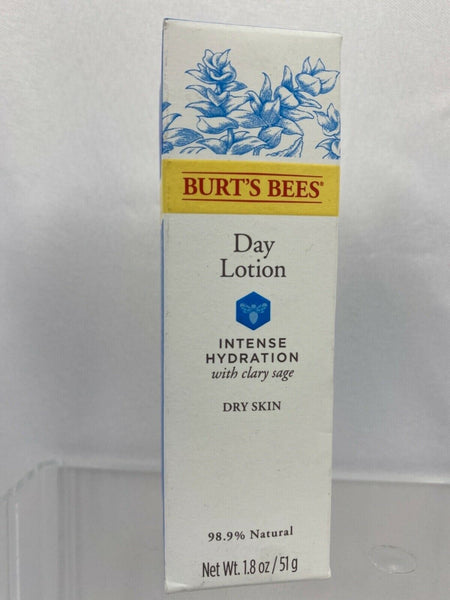 BURT'S BEES®
Day
Lotion
INTENSE
HYDRATION
with clary sage
DRY SKIN
98.9% Natural
Net Wt. 1.8 oz / 51 g